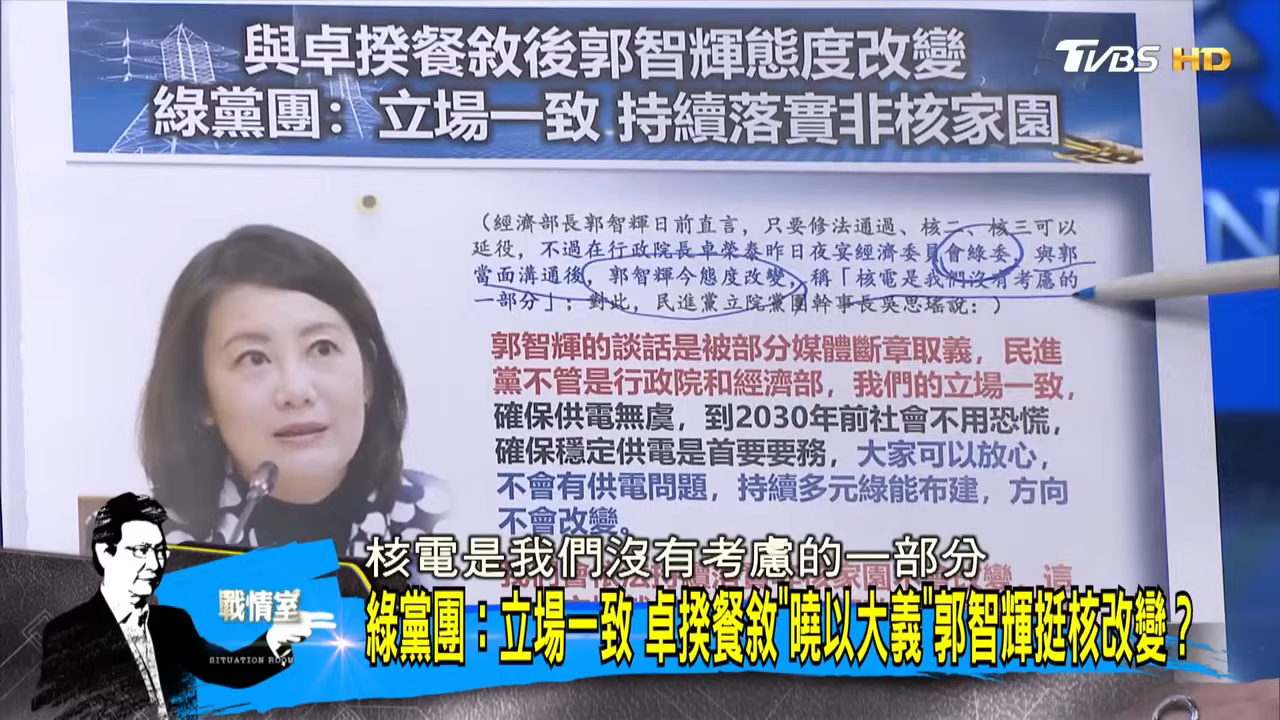 與卓揆餐敘後郭智輝態度改變
綠黨團：立場一致 持續落實非核家園
TVBS HD
（經濟部長郭智輝日前直言，只要修法通過、核二、核三可以
延役，不過在行政院長卓榮泰昨日夜宴經濟委員會綠委，與郭
當面溝通後，郭智輝今態度改變，稱「核電是我們沒有考慮的
一部分」；對此，民進黨立院黨團幹事長吳思瑤說：）
郭智輝的談話是被部分媒體斷章取義，民進
黨不管是行政院和經濟部，我們的立場一致，
確保供電無虞，到2030年前社會不用恐慌，
確保穩定供電是首要要務，大家可以放心，
不會有供電問題，持續多元綠能布建，方向
不會改變。
核電是我們沒有考慮的一部分
戰情室
SITUATION ROOM
綠黨團：立場一致 卓揆餐敘"曉以大義"郭智輝挺核改變？